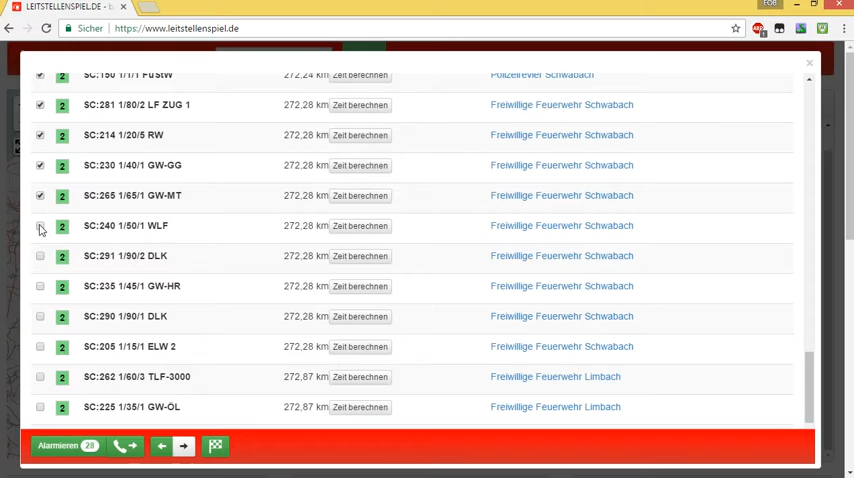 LEITSTELLENSPIEL.DE - b
EOB
Sicher
https://www.leitstellenspiel.de
1
×
2 SC:150 1/1/1 FuStW 272,24 km Zeit berechnen Polizeirevier Schwabach
2 SC:281 1/80/2 LF ZUG 1 272,28 km Zeit berechnen Freiwillige Feuerwehr Schwabach
2 SC:214 1/20/5 RW 272,28 km Zeit berechnen Freiwillige Feuerwehr Schwabach
2 SC:230 1/40/1 GW-GG 272,28 km Zeit berechnen Freiwillige Feuerwehr Schwabach
2 SC:265 1/65/1 GW-MT 272,28 km Zeit berechnen Freiwillige Feuerwehr Schwabach
2 SC:240 1/50/1 WLF 272,28 km Zeit berechnen Freiwillige Feuerwehr Schwabach
2 SC:291 1/90/2 DLK 272,28 km Zeit berechnen Freiwillige Feuerwehr Schwabach
2 SC:235 1/45/1 GW-HR 272,28 km Zeit berechnen Freiwillige Feuerwehr Schwabach
2 SC:290 1/90/1 DLK 272,28 km Zeit berechnen Freiwillige Feuerwehr Schwabach
2 SC:205 1/15/1 ELW 2 272,28 km Zeit berechnen Freiwillige Feuerwehr Schwabach
2 SC:262 1/60/3 TLF-3000 272,87 km Zeit berechnen Freiwillige Feuerwehr Limbach
2 SC:225 1/35/1 GW-ÖL 272,87 km Zeit berechnen Freiwillige Feuerwehr Limbach
Alarmieren 28